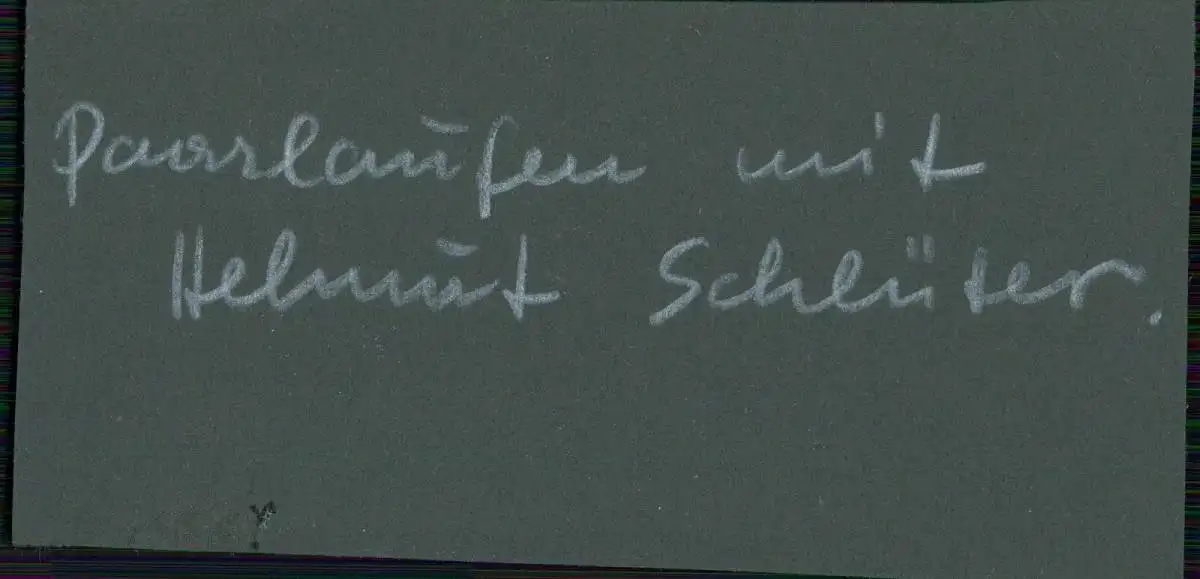 Paarlaufen mit
Helmut Schlüter.